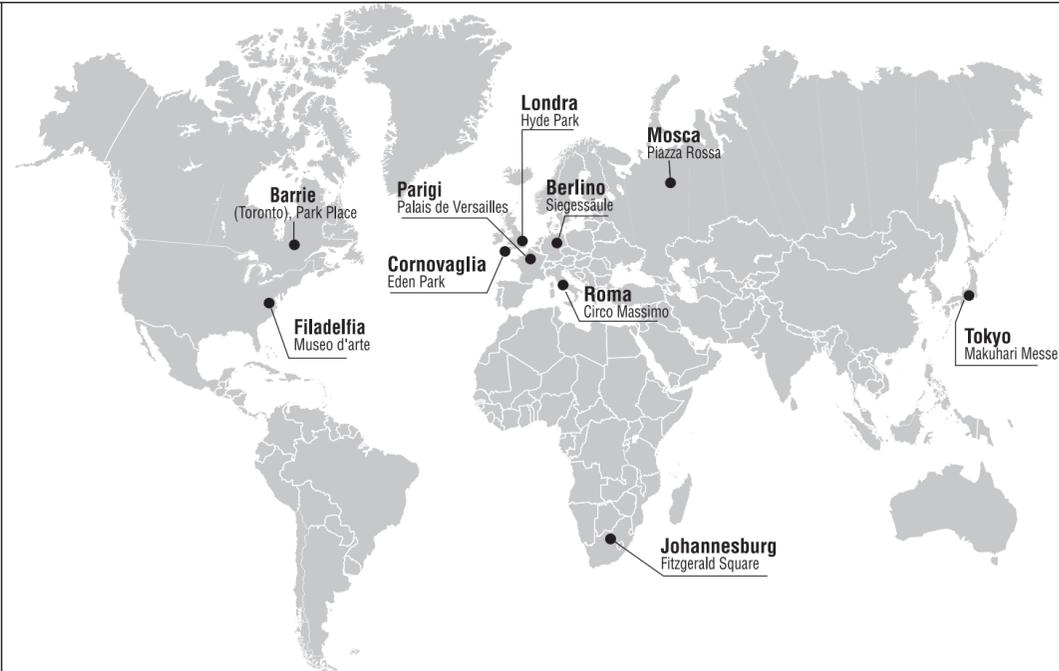 Londra
Hyde Park
Mosca
Piazza Rossa
Barrie
(Toronto), Park Place
Parigi
Palais de Versailles
Berlino
Siegessäule
Cornovaglia
Eden Park
Roma
Circo Massimo
Filadelfia
Museo d'arte
Tokyo
Makuhari Messe
Johannesburg
Fitzgerald Square